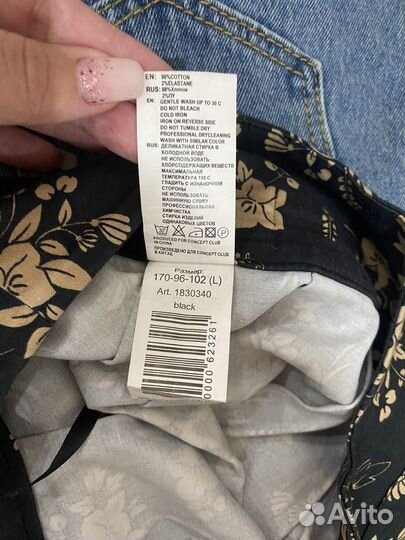 EN: 98%COTTON
2%ELASTANE
RUS: 98%Хлопок
2%ПУ
EN: GENTLE WASH UP TO 30 C
DO NOT BLEACH
COLD IRON
IRON ON REVERSE SIDE
DO NOT TUMBLE DRY
PROFESSIONAL DRYCLEANING
WASH WITH SIMILAR COLOR
RUS: ДЕЛИКАТНАЯ СТИРКА В
ХОЛОДНОЙ ВОДЕ
НЕ ИСПОЛЬЗОВАТЬ
ХЛОРСОДЕРЖАЩИХ ВЕЩЕСТВ
МАКСИМАЛЬНАЯ
ТЕМПЕРАТУРА 110 С
ГЛАДИТЬ С ИЗНАНОЧНОЙ
СТОРОНЫ
НЕ ИСПОЛЬЗОВАТЬ
МАШИННУЮ СУШКУ
ПРОФЕССИОНАЛЬНАЯ
ХИМЧИСТКА
СТИРКА ИЗДЕЛИЙ
ОДИНАКОВЫХ ЦВЕТОВ
PRODUCED FOR CONCEPT CLUB
IN CHINA
ПРОИЗВЕДЕНО ДЛЯ CONCEPT CLUB
В КИТАЕ
Размер:
170-96-102 (L)
Art. 1830340
black
0000 623261
Avito